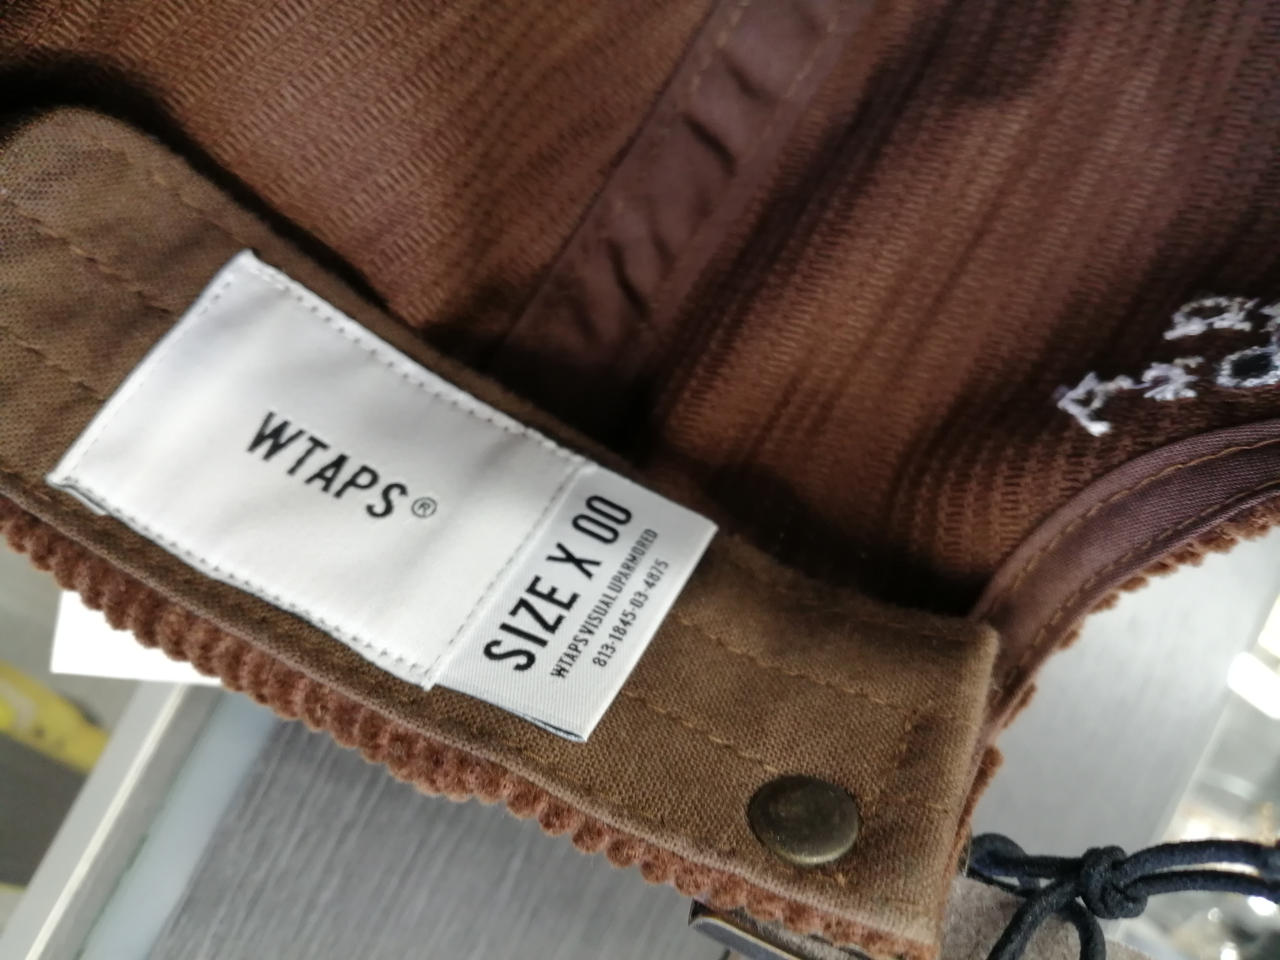 WTAPS®
SIZE X 00
WTAPS VISUAL UPARMORED
813-1845-03-4875